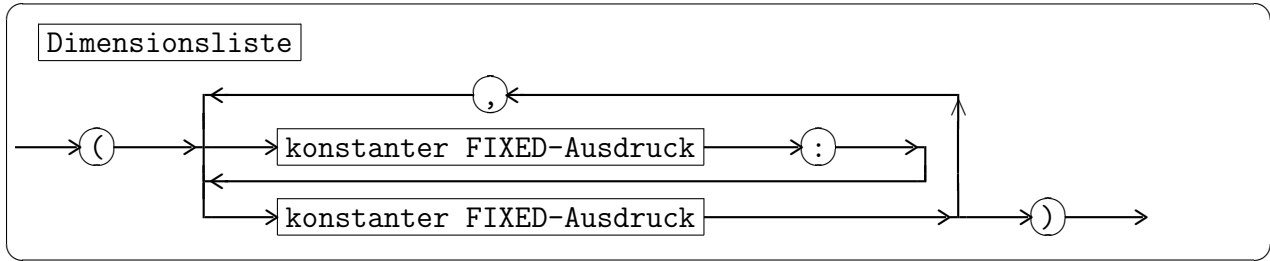 Dimensionsliste
,
( konstanter FIXED-Ausdruck :
konstanter FIXED-Ausdruck )